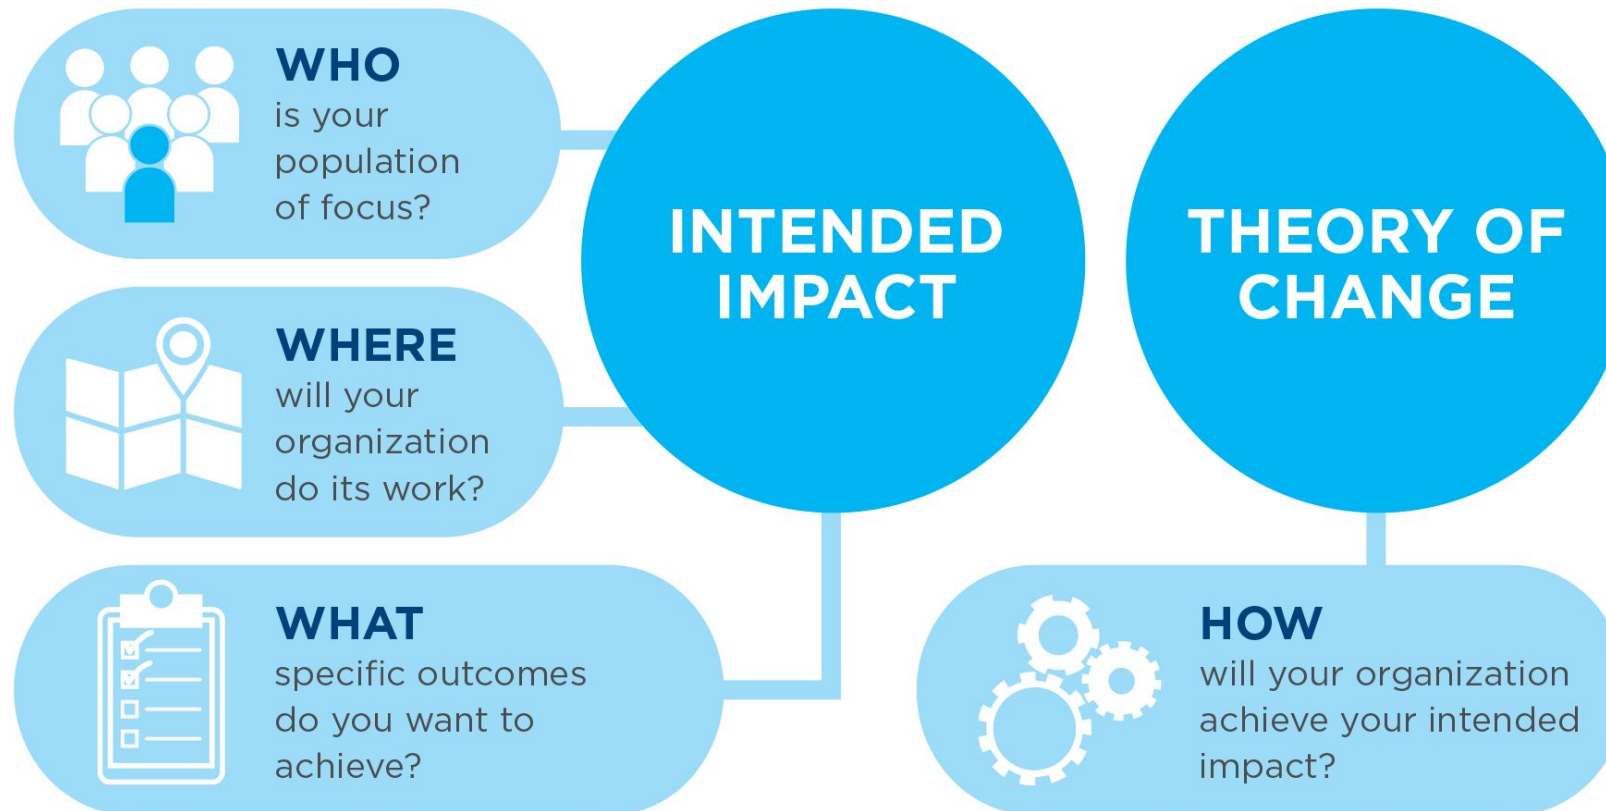 WHO
is your
population
of focus?
WHERE
will your
organization
do its work?
WHAT
specific outcomes
do you want to
achieve?
INTENDED
IMPACT
THEORY OF
CHANGE
HOW
will your organization
achieve your intended
impact?